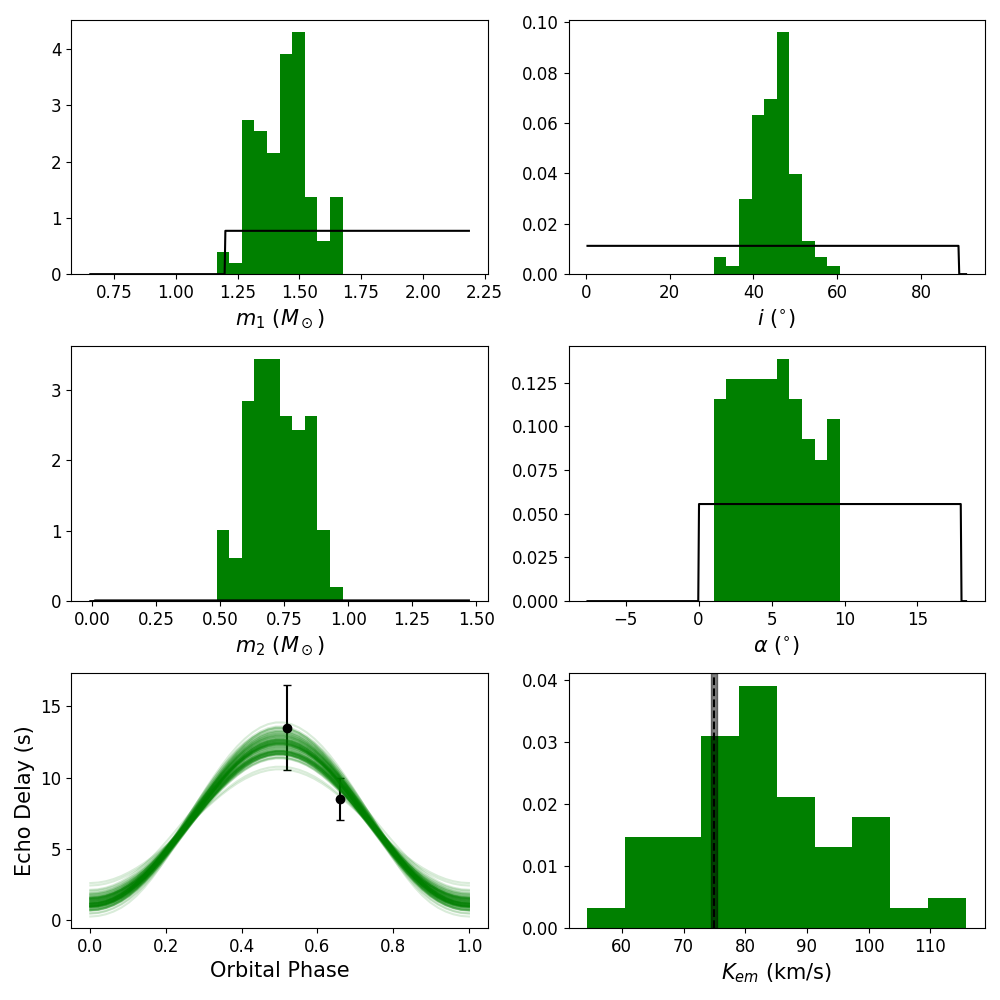 4
3
2
1
0
0.75 1.00 1.25 1.50 1.75 2.00 2.25
m₁ (M⊙)
0.10
0.08
0.06
0.04
0.02
0.00
0 20 40 60 80
i (°)
3
2
1
0
0.00 0.25 0.50 0.75 1.00 1.25 1.50
m₂ (M⊙)
0.125
0.100
0.075
0.050
0.025
0.000
−5 0 5 10 15
α (°)
Echo Delay (s)
15
10
5
0
0.0 0.2 0.4 0.6 0.8 1.0
Orbital Phase
0.04
0.03
0.02
0.01
0.00
60 70 80 90 100 110
Kₑₘ (km/s)